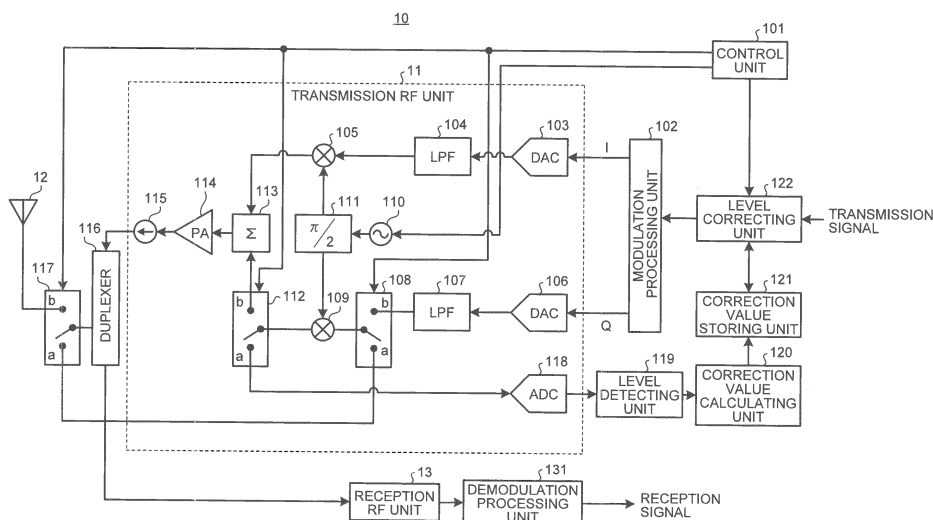 10
101
CONTROL
UNIT
11
TRANSMISSION RF UNIT
105
104
LPF
103
DAC
I
102
MODULATION
PROCESSING UNIT
12
114
115
PA
113
Σ
111
π/2
110
122
LEVEL
CORRECTING
UNIT
TRANSMISSION
SIGNAL
116
DUPLEXER
117
b
a
112
b
a
109
108
b
a
107
LPF
106
DAC
Q
121
CORRECTION VALUE
STORING UNIT
118
ADC
119
LEVEL
DETECTING
UNIT
120
CORRECTION
VALUE
CALCULATING
UNIT
13
RECEPTION
RF UNIT
131
DEMODULATION
PROCESSING
UNIT
RECEPTION
SIGNAL